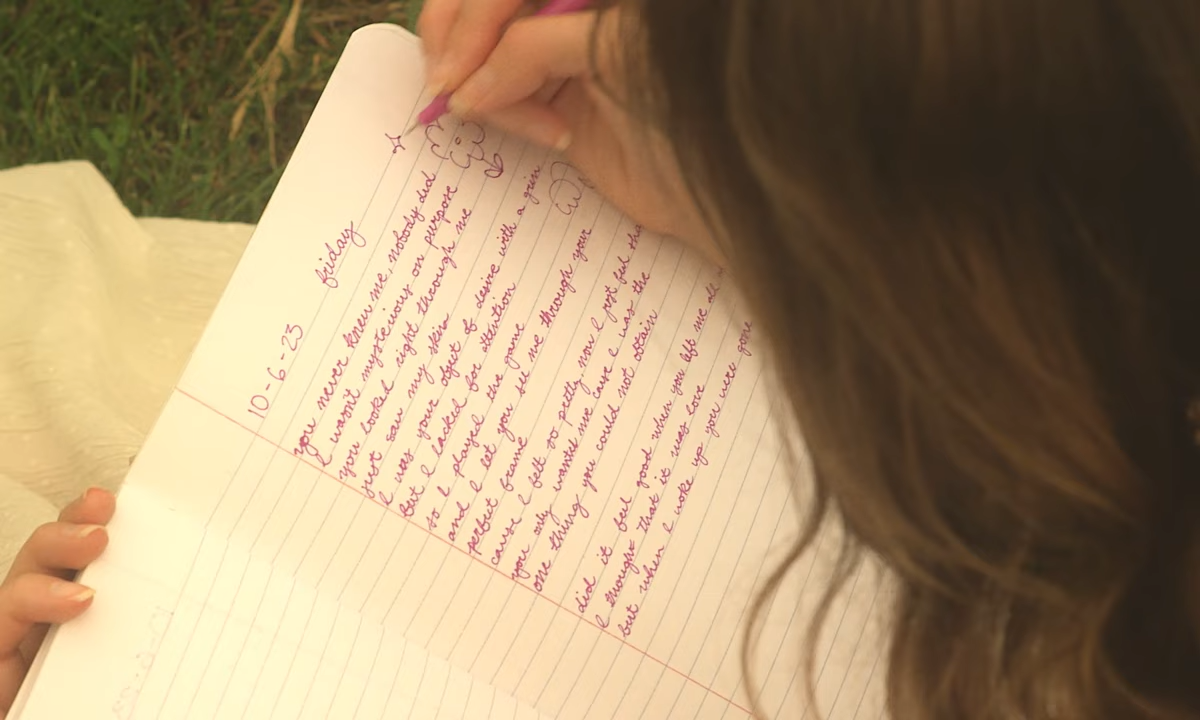 10-6-23 friday
you never knew me, nobody did
I wasn't mysterious on purpose
you looked right through me
just saw my skin
I was your object of desire with a grin
but I lacked for attention
so I played the game
and I let you see me through your
perfect frame
cause I felt so pretty, now I just feel
you only wanted me cause I was the
one thing you could not obtain
did it feel good when you left me
I thought that it was love
but when I woke up you were gone